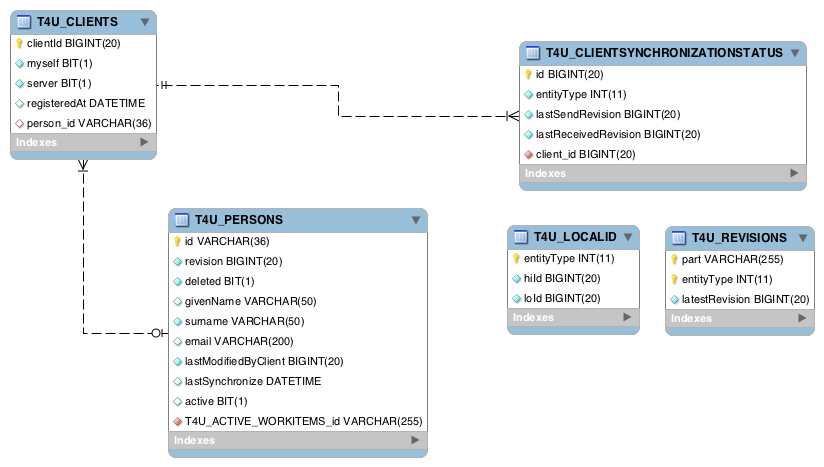 T4U_CLIENTS
clientId BIGINT(20)
myself BIT(1)
server BIT(1)
registeredAt DATETIME
person_id VARCHAR(36)
Indexes
T4U_CLIENTSYNCHRONIZATIONSTATUS
id BIGINT(20)
entityType INT(11)
lastSendRevision BIGINT(20)
lastReceivedRevision BIGINT(20)
client_id BIGINT(20)
Indexes
T4U_PERSONS
id VARCHAR(36)
revision BIGINT(20)
deleted BIT(1)
givenName VARCHAR(50)
surname VARCHAR(50)
email VARCHAR(200)
lastModifiedByClient BIGINT(20)
lastSynchronize DATETIME
active BIT(1)
T4U_ACTIVE_WORKITEMS_id VARCHAR(255)
Indexes
T4U_LOCALID
entityType INT(11)
hiId BIGINT(20)
loId BIGINT(20)
Indexes
T4U_REVISIONS
part VARCHAR(255)
entityType INT(11)
latestRevision BIGINT(20)
Indexes